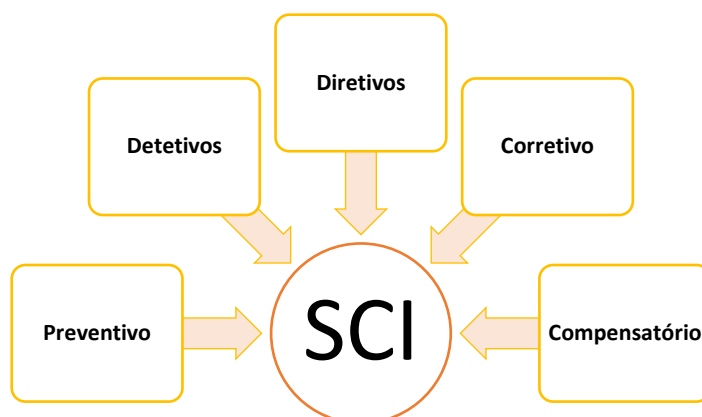 Diretivos
Detetivos
Corretivo
Preventivo
SCI
Compensatório